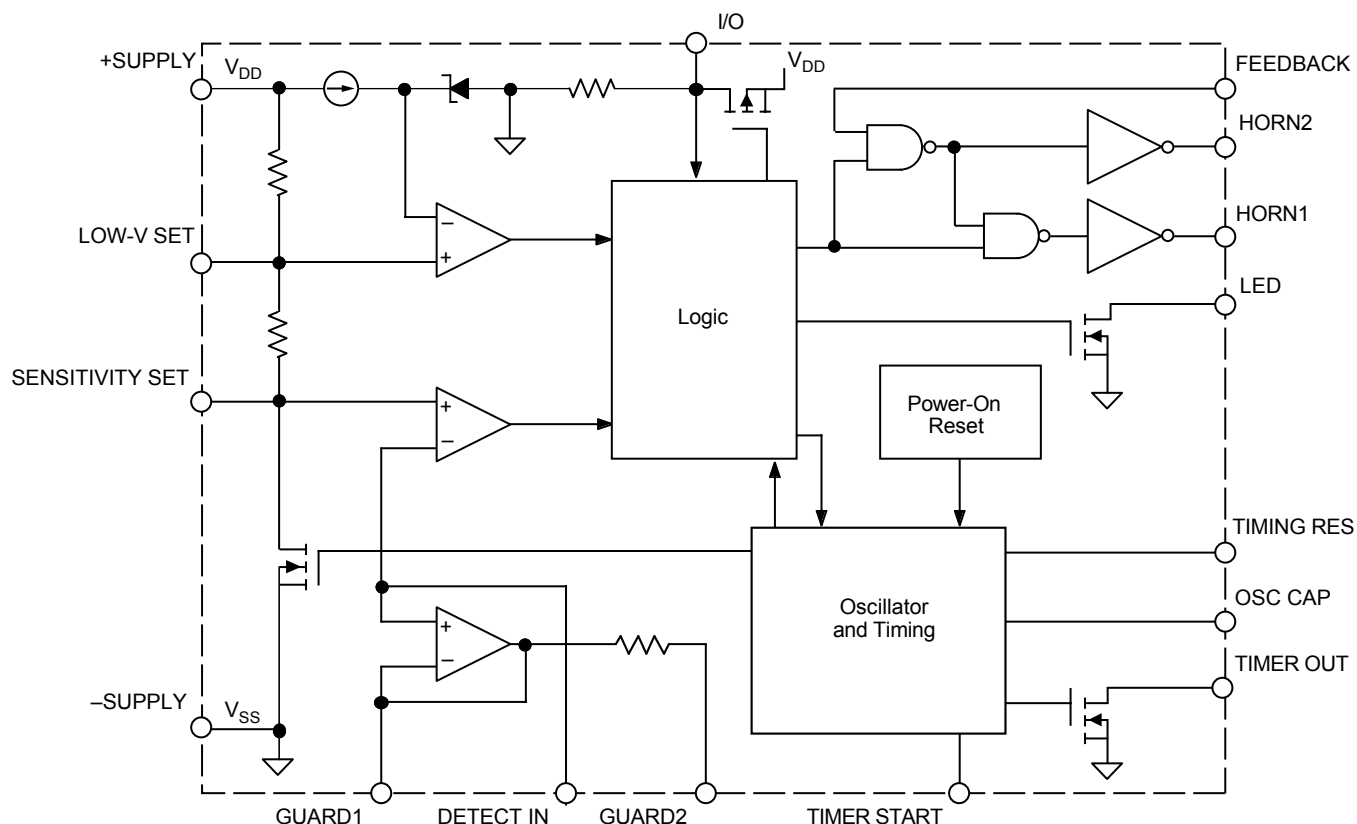 I/O
+SUPPLY
VDD
VDD
FEEDBACK
HORN2
HORN1
LOW-V SET
–
+
LED
Logic
SENSITIVITY SET
+
–
Power-On
Reset
TIMING RES
OSC CAP
Oscillator
and Timing
+
–
TIMER OUT
–SUPPLY
VSS
GUARD1
DETECT IN
GUARD2
TIMER START